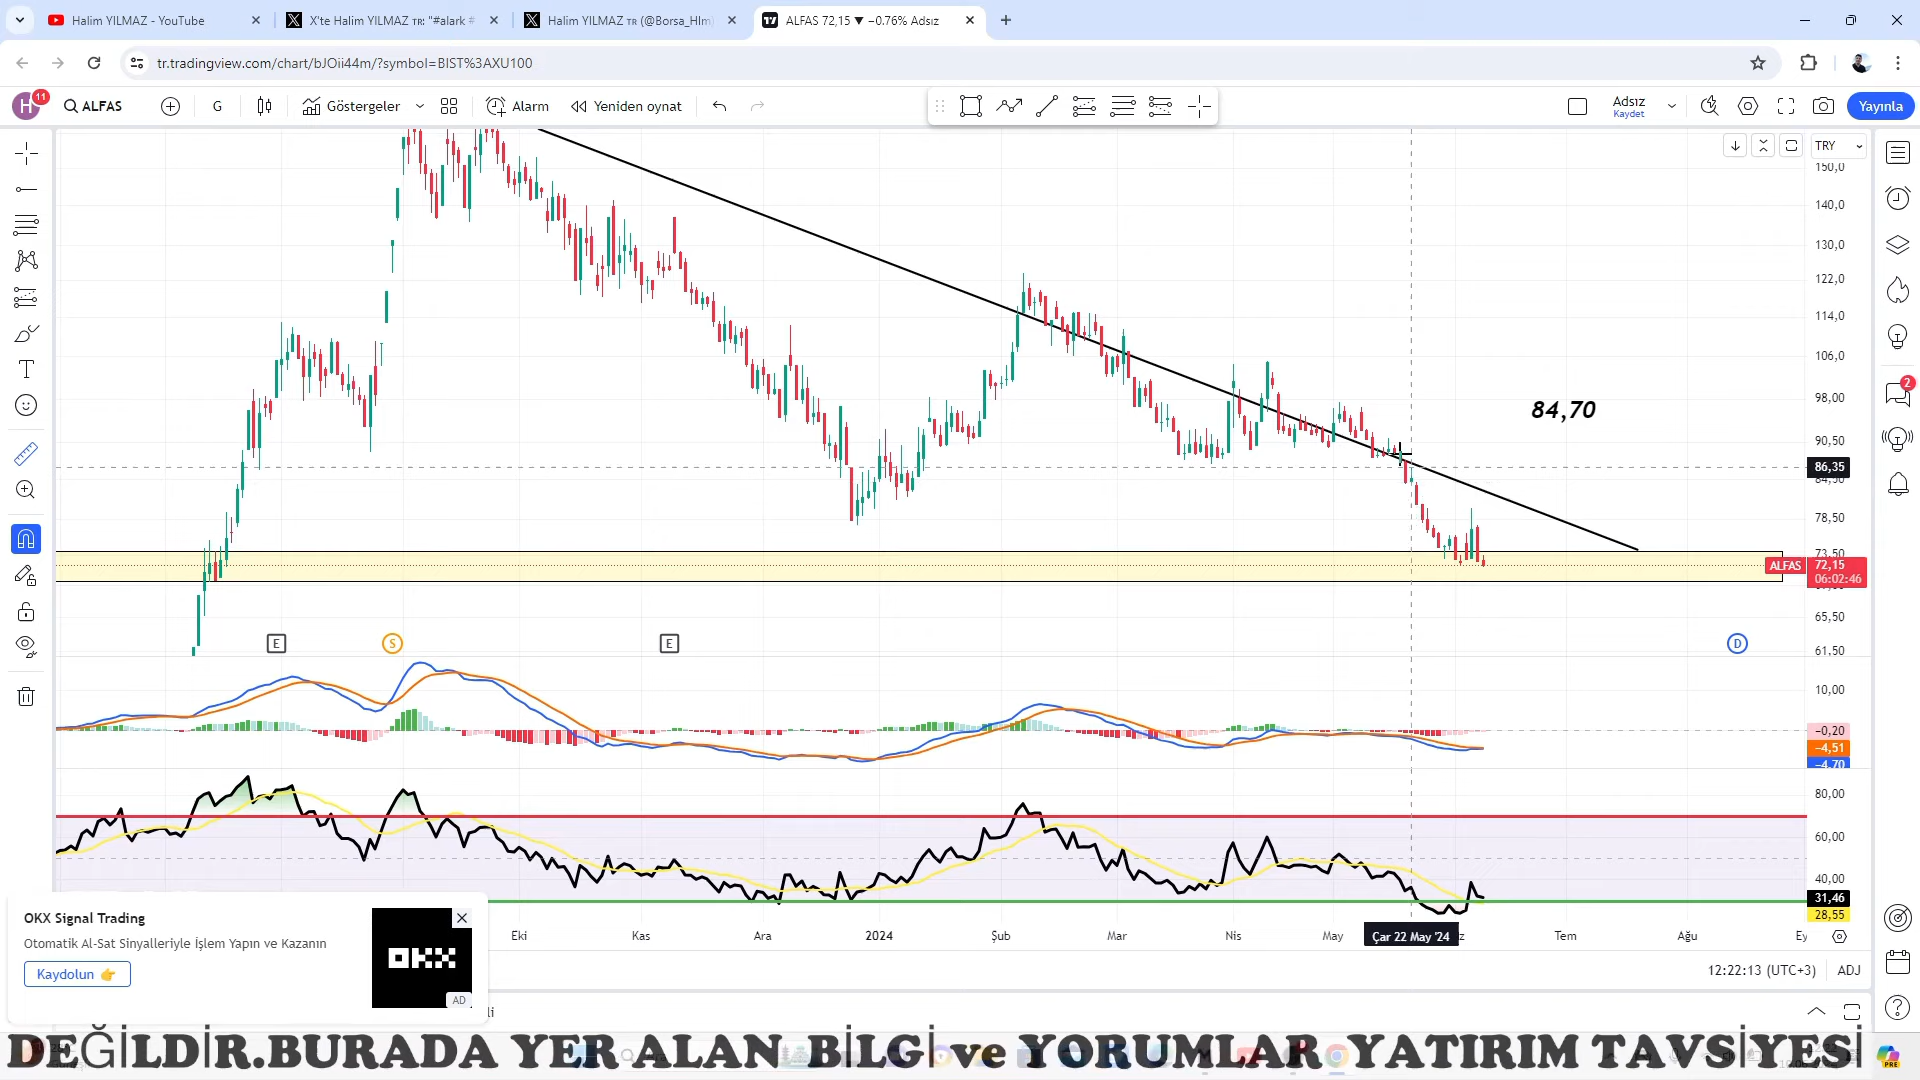 Halim YILMAZ - YouTube
X'te Halim YILMAZ TR: "#alark #
Halim YILMAZ TR (@Borsa_Hlm
ALFAS 72,15 ▼ −0.76% Adsız
tr.tradingview.com/chart/bJOii44m/?symbol=BIST%3AXU100
H
11
ALFAS
G
Göstergeler
Alarm
Yeniden oynat
Adsız
Kaydet
Yayınla
TRY
150,0
140,0
130,0
122,0
114,0
106,0
98,00
84,70
90,50
86,35
78,50
73,50
ALFAS
72,15
06:02:46
65,50
61,50
E
S
E
D
10,00
−0,20
−4,51
−4,70
80,00
60,00
40,00
31,46
28,55
2
OKX Signal Trading
Otomatik Al-Sat Sinyalleriyle İşlem Yapın ve Kazanın
Kaydolun
OKX
AD
Eki
Kas
Ara
2024
Şub
Mar
Nis
May
Çar 22 May '24
Tem
Ağu
Ey
12:22:13 (UTC+3)
ADJ
DEĞİLDİR.BURADA YER ALAN BİLGİ ve YORUMLAR YATIRIM TAVSİYESİ
PRE